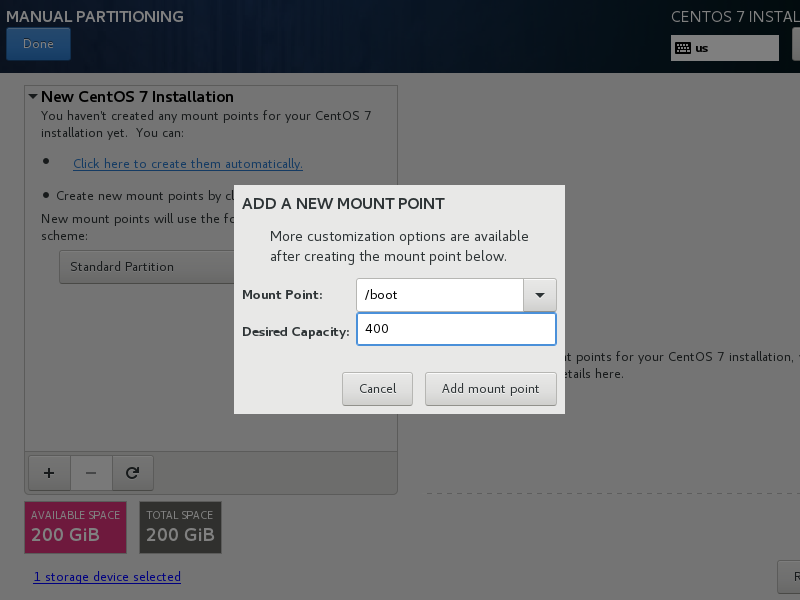 MANUAL PARTITIONING
CENTOS 7 INSTAL
Done
us
New CentOS 7 Installation
You haven't created any mount points for your CentOS 7
installation yet.  You can:
Click here to create them automatically.
Create new mount points by cl
New mount points will use the fo
scheme:
Standard Partition
ADD A NEW MOUNT POINT
More customization options are available
after creating the mount point below.
Mount Point: /boot
Desired Capacity: 400
Cancel Add mount point
t points for your CentOS 7 installation,
etails here.
+ − 
AVAILABLE SPACE
200 GiB
TOTAL SPACE
200 GiB
1 storage device selected
R